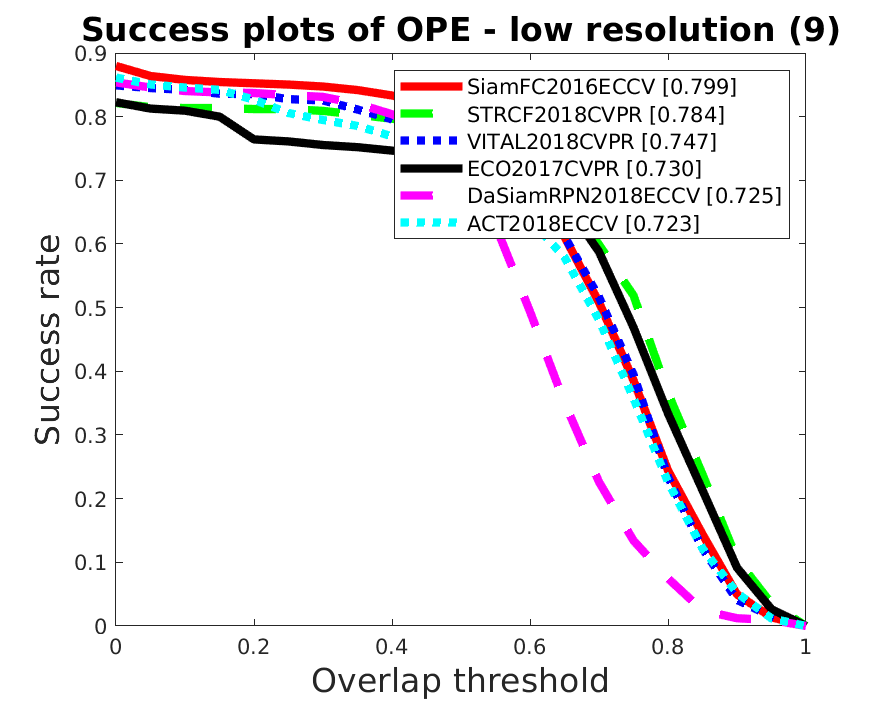 Success plots of OPE - low resolution (9)
0.9
0.8
0.7
0.6
0.5
0.4
0.3
0.2
0.1
0
Success rate
SiamFC2016ECCV [0.799]
STRCF2018CVPR [0.784]
VITAL2018CVPR [0.747]
ECO2017CVPR [0.730]
DaSiamRPN2018ECCV [0.725]
ACT2018ECCV [0.723]
0 0.2 0.4 0.6 0.8 1
Overlap threshold